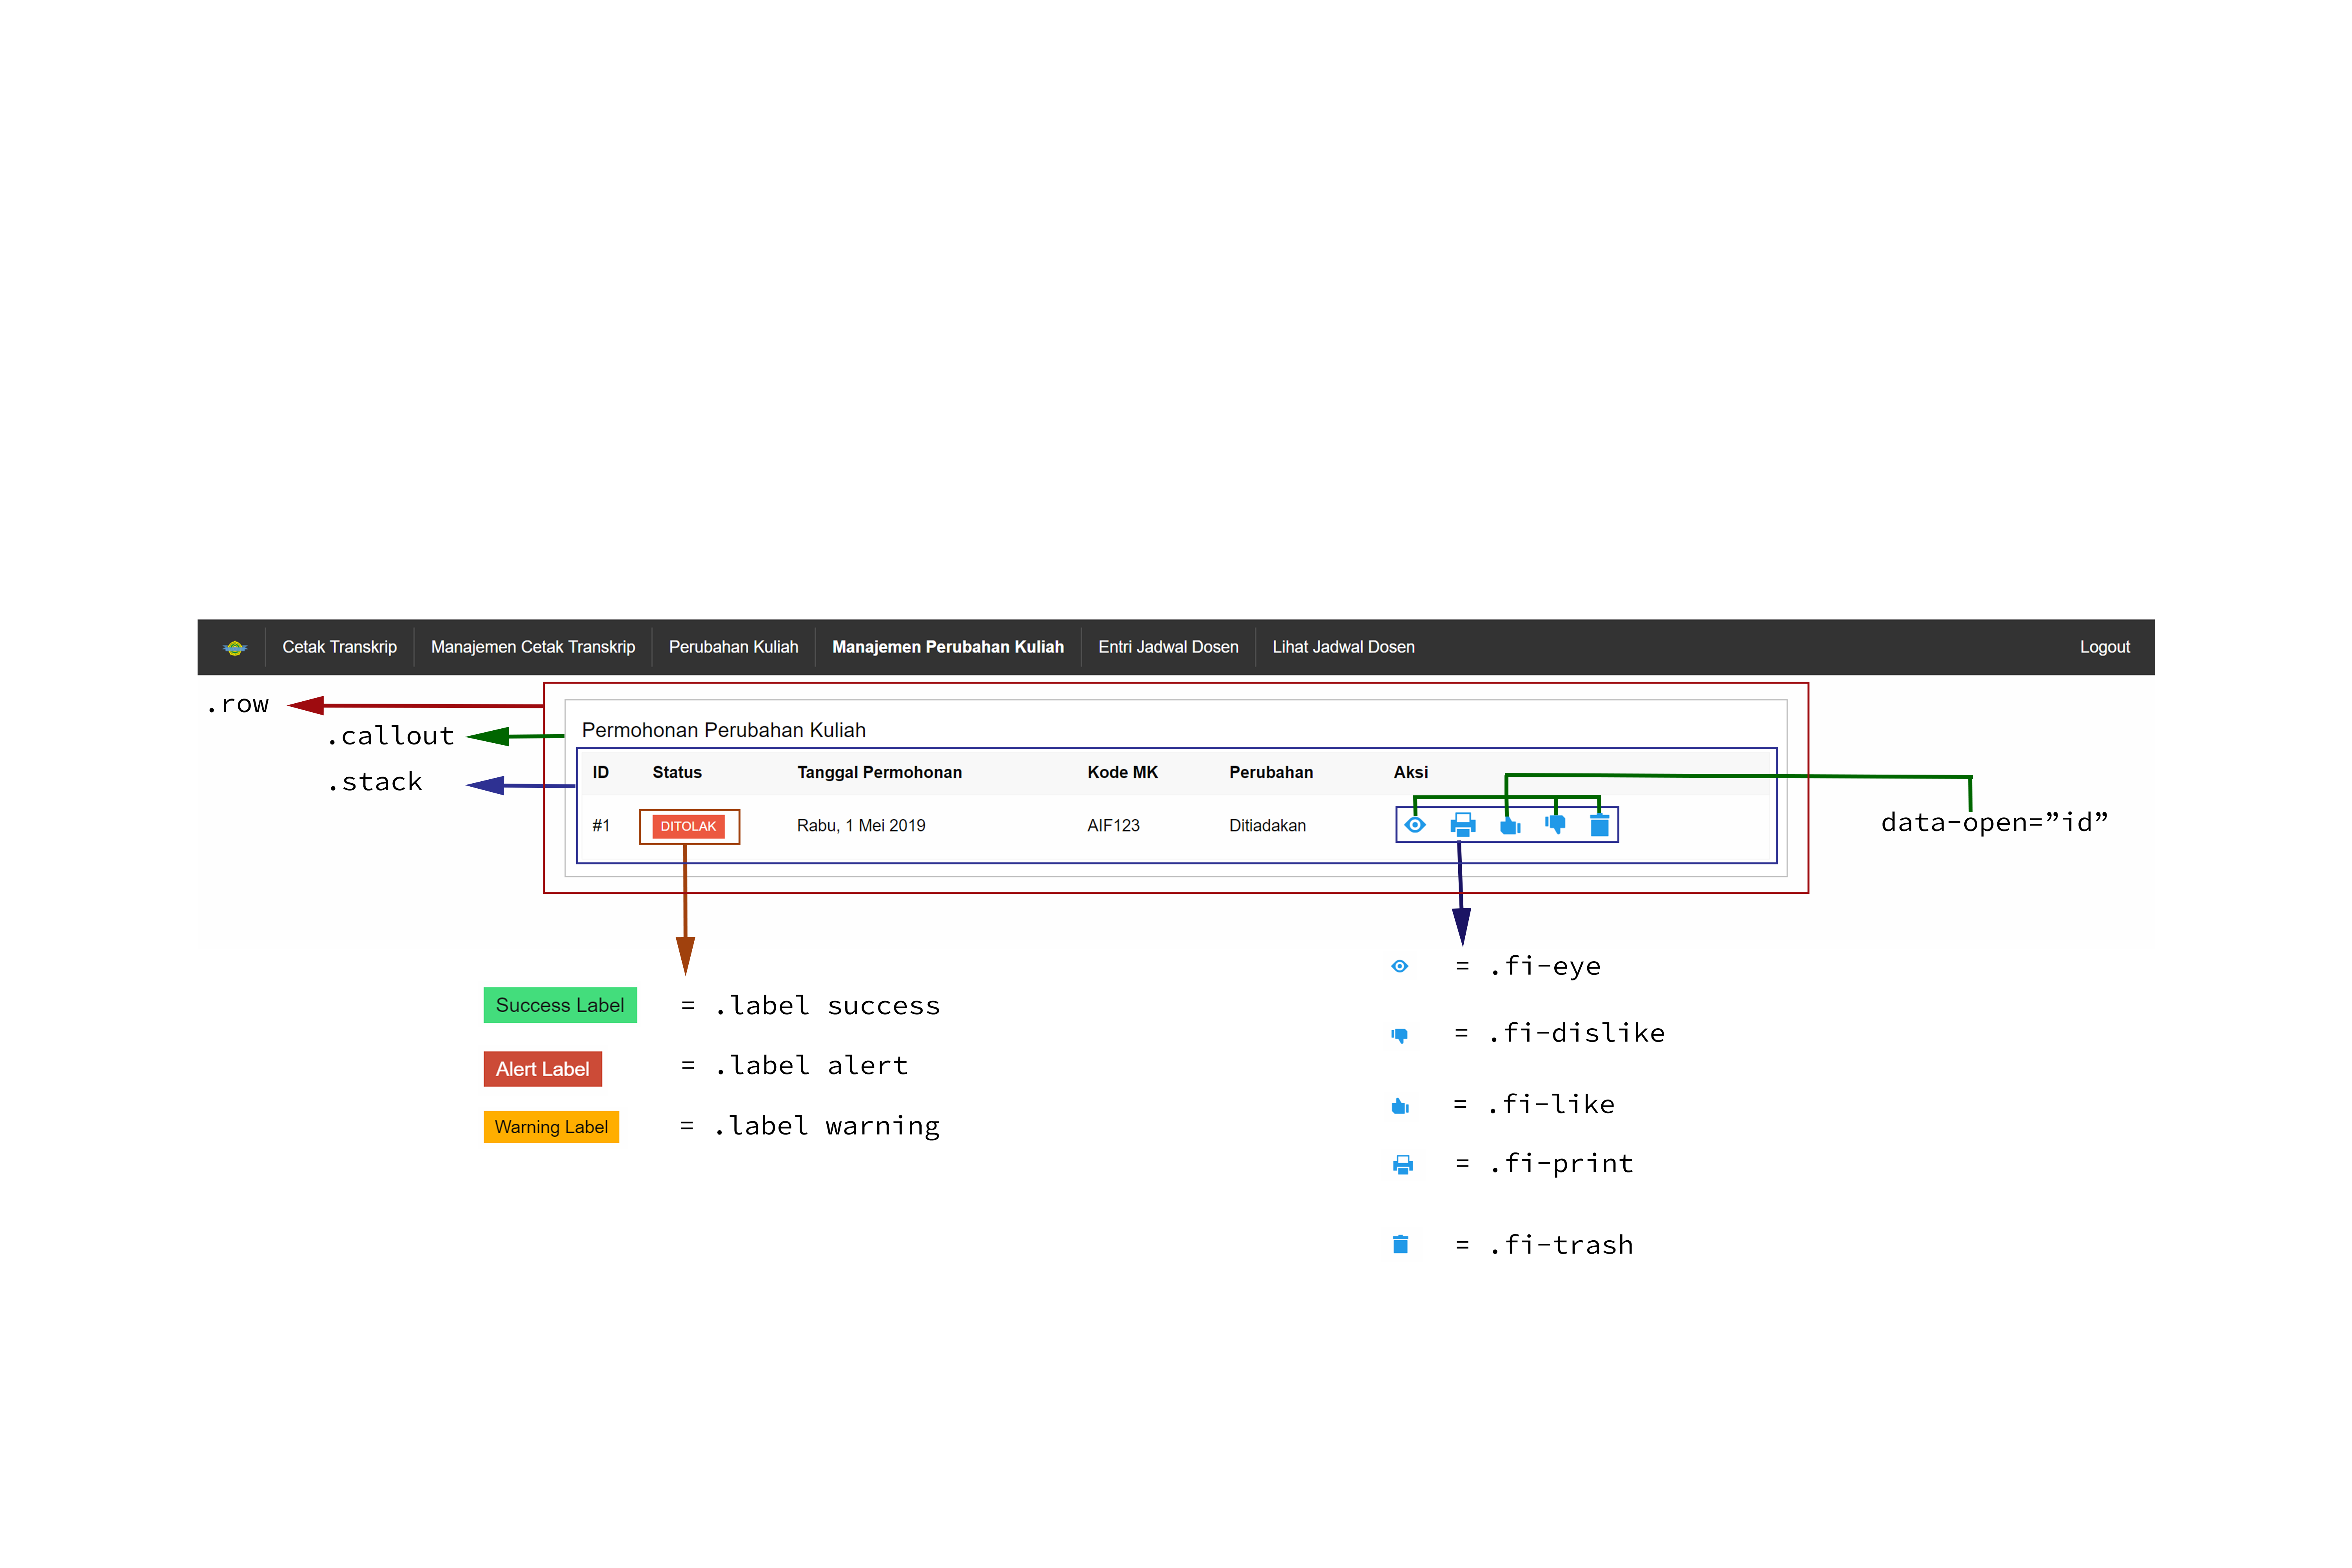 Cetak Transkrip Manajemen Cetak Transkrip Perubahan Kuliah Manajemen Perubahan Kuliah Entri Jadwal Dosen Lihat Jadwal Dosen Logout
.row
.callout
.stack
Permohonan Perubahan Kuliah
ID Status Tanggal Permohonan Kode MK Perubahan Aksi
#1 DITOLAK Rabu, 1 Mei 2019 AIF123 Ditiadakan
data-open=”id”
Success Label = .label success
Alert Label = .label alert
Warning Label = .label warning
= .fi-eye
= .fi-dislike
= .fi-like
= .fi-print
= .fi-trash